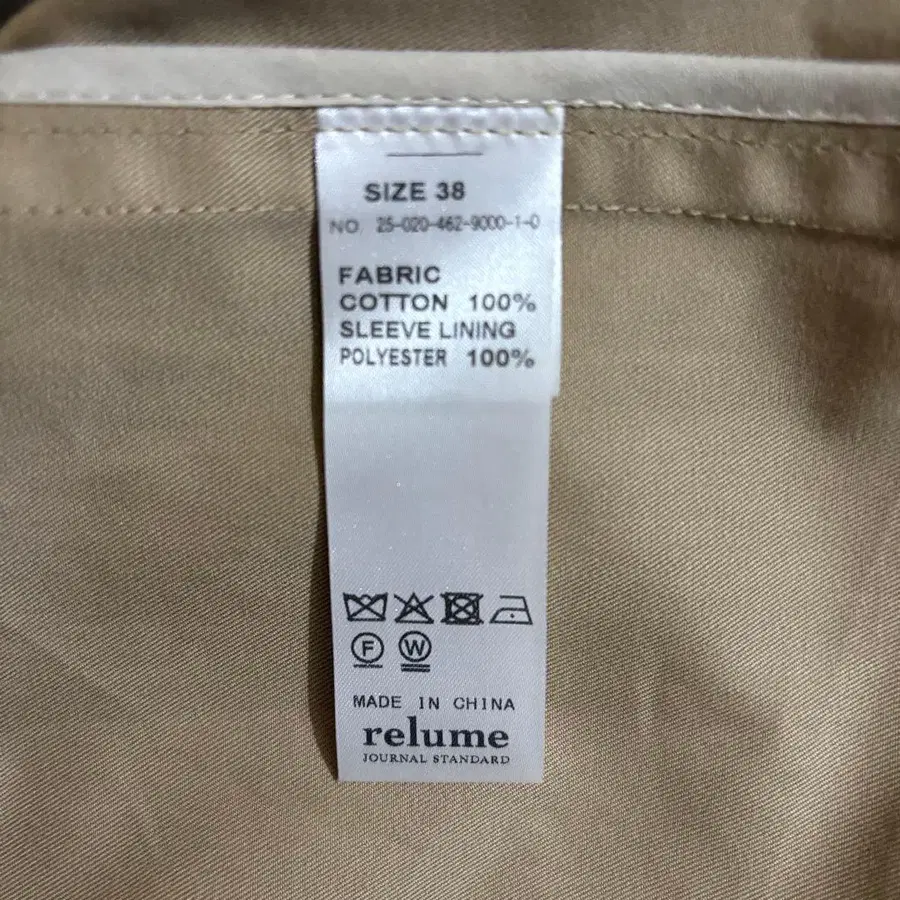 SIZE 38
NO. 25-020-462-9000-1-0
FABRIC
COTTON 100%
SLEEVE LINING
POLYESTER 100%
F W
MADE IN CHINA
relume
JOURNAL STANDARD